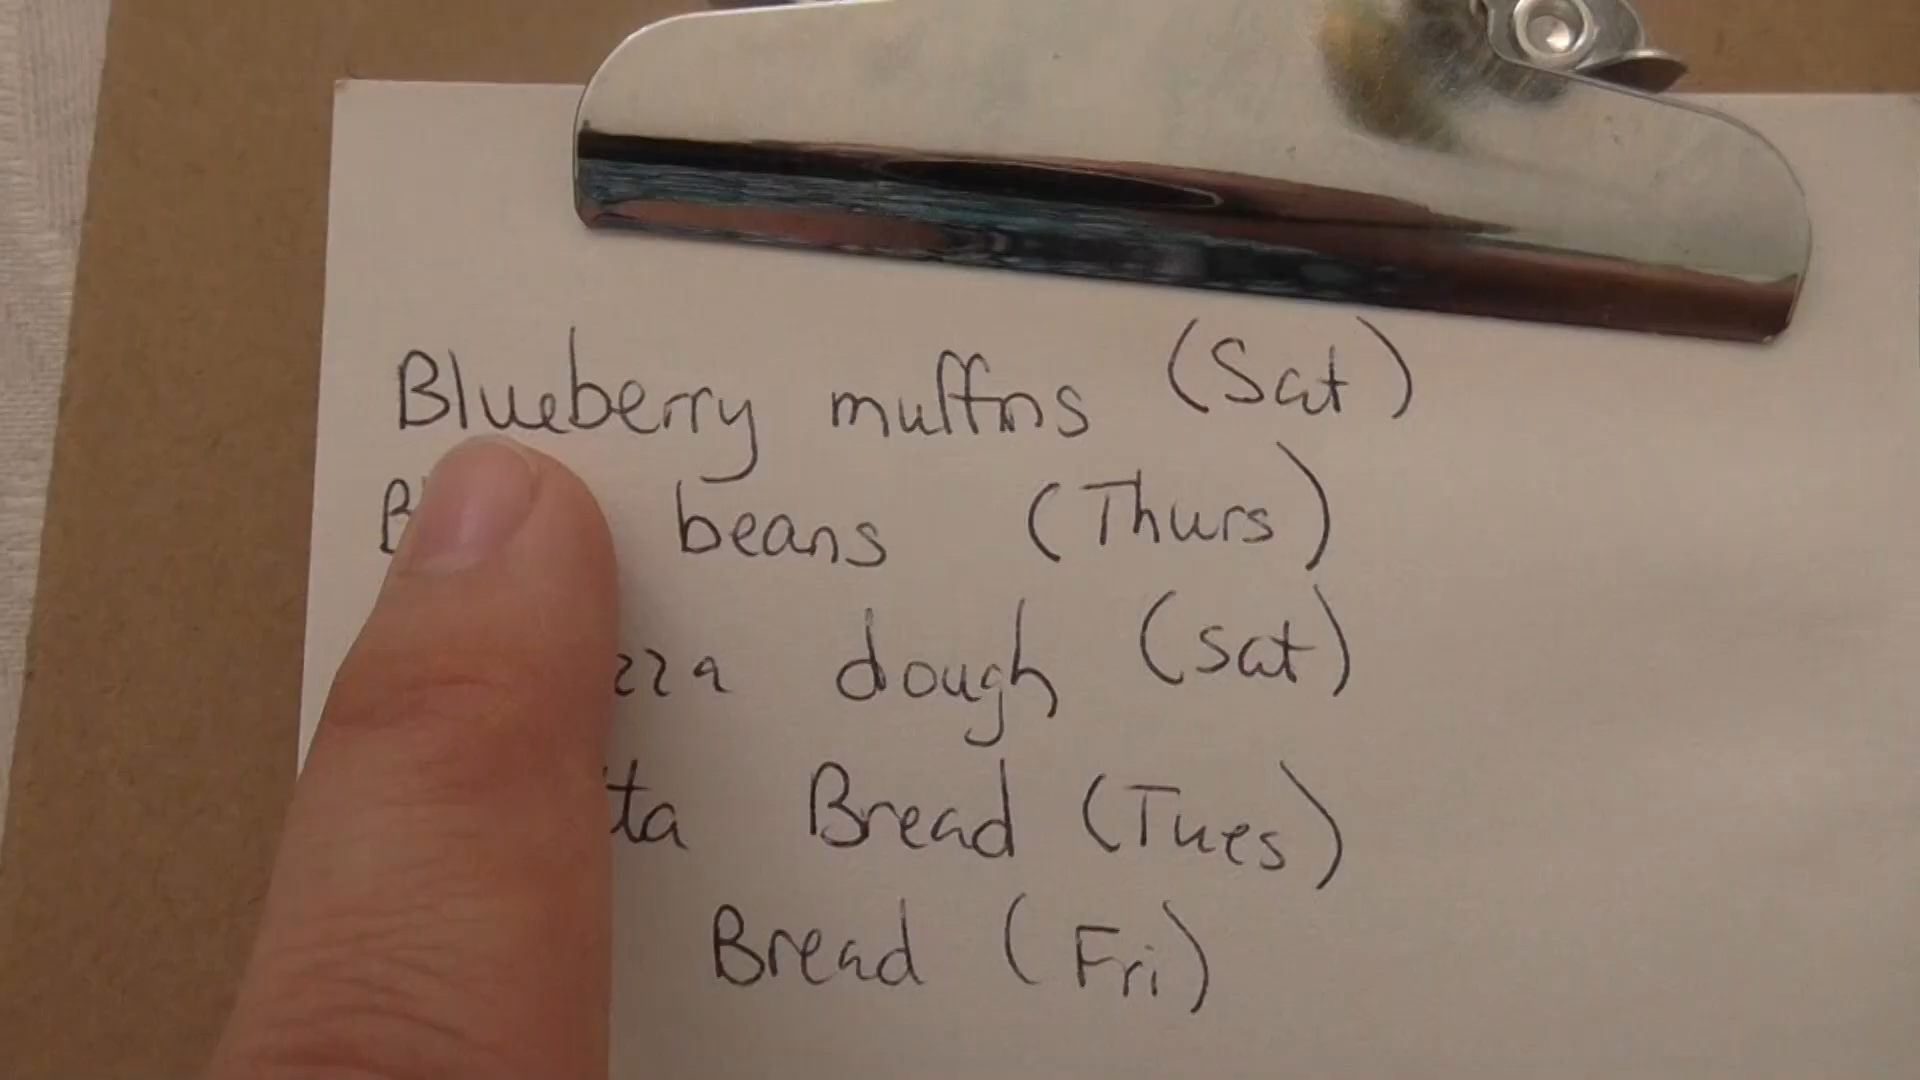 Blueberry muffins (Sat)
beans (Thurs)
dough (Sat)
Bread (Tues)
Bread (Fri)